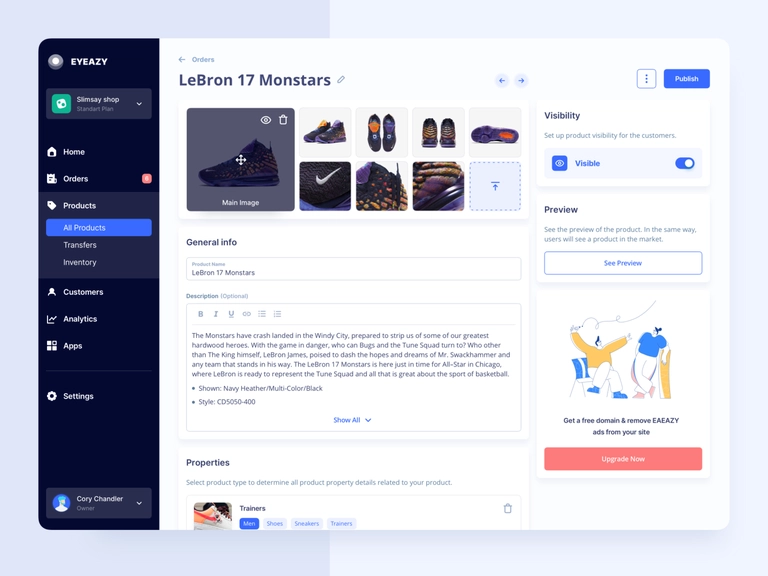 EYEAZY
Slimsay shop
Standart Plan
Home
Orders
6
Products
All Products
Transfers
Inventory
Customers
Analytics
Apps
Settings
Cory Chandler
Owner
Orders
LeBron 17 Monstars
Publish
Main Image
General info
Product Name
LeBron 17 Monstars
Description (Optional)
B I U
The Monstars have crash landed in the Windy City, prepared to strip us of some of our greatest
hardwood heroes. With the game in danger, who can Bugs and the Tune Squad turn to? Who other
than The King himself, LeBron James, poised to dash the hopes and dreams of Mr. Swackhammer and
any team that stands in his way. The LeBron 17 Monstars is here just in time for All-Star in Chicago,
where LeBron is ready to represent the Tune Squad and all that is great about the sport of basketball.
• Shown: Navy Heather/Multi-Color/Black
• Style: CD5050-400
Show All
Properties
Select product type to determine all product property details related to your product.
Trainers
Men Shoes Sneakers Trainers
Visibility
Set up product visibility for the customers.
Visible
Preview
See the preview of the product. In the same way,
users will see a product in the market.
See Preview
Get a free domain & remove EAEAZY
ads from your site
Upgrade Now